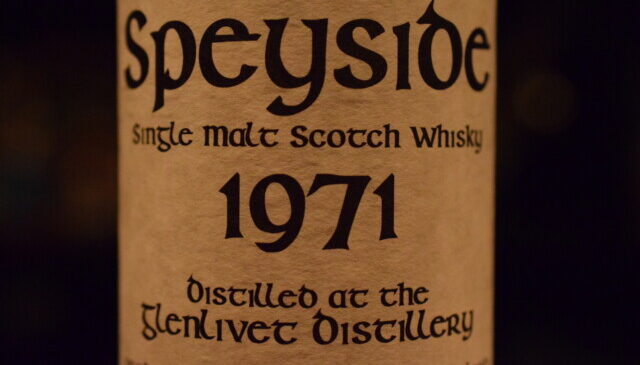 Speyside
Single Malt Scotch Whisky
1971
Distilled at the
Glenlivet Distillery